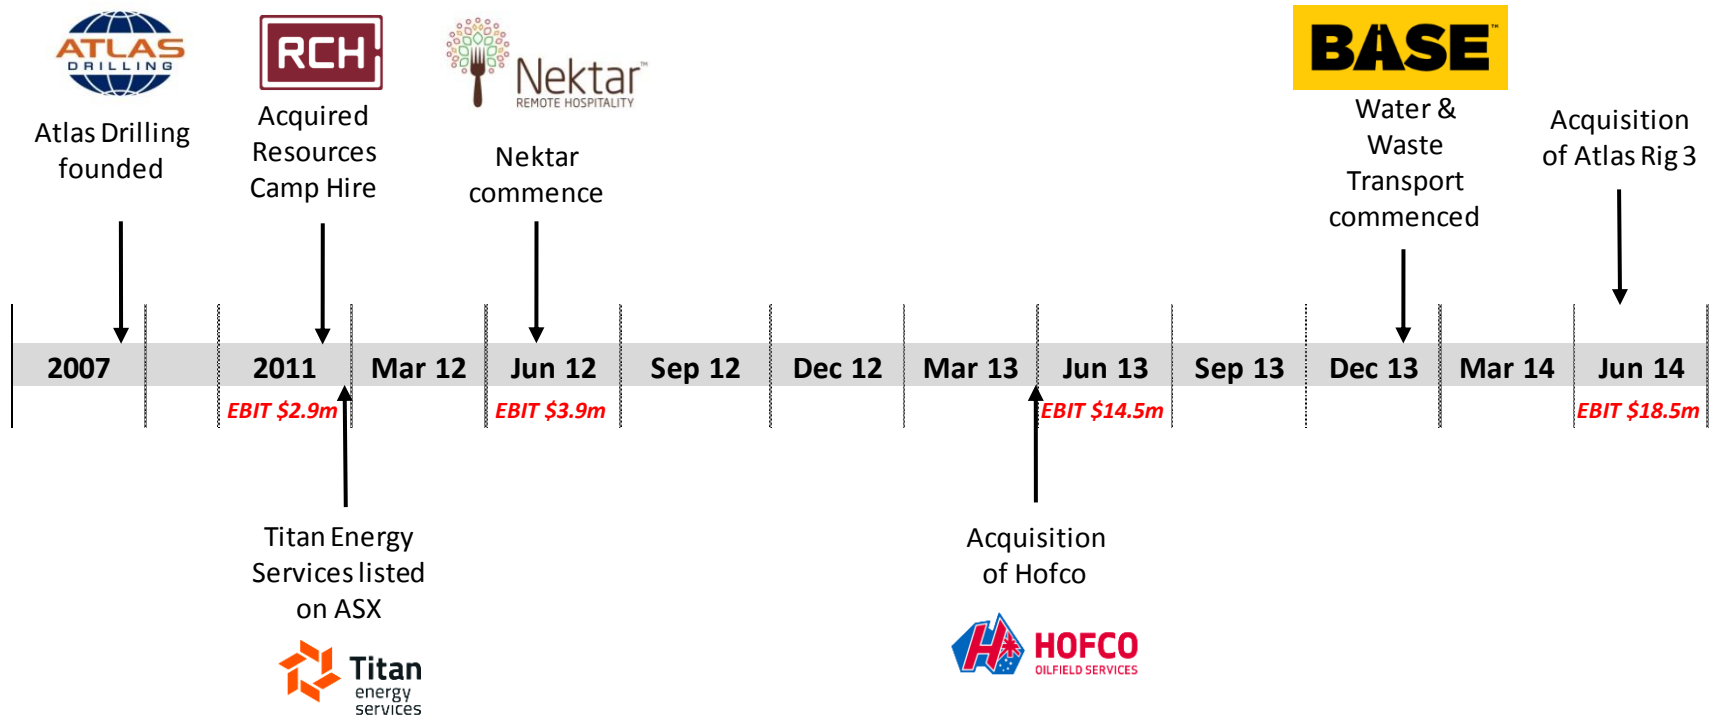 ATLAS
DRILLING
Atlas Drilling
founded
RCH
Acquired
Resources
Camp Hire
Nektar™
REMOTE HOSPITALITY
Nektar
commence
BASE™
Water &
Waste
Transport
commenced
Acquisition
of Atlas Rig 3
2007
2011
Mar 12
Jun 12
Sep 12
Dec 12
Mar 13
Jun 13
Sep 13
Dec 13
Mar 14
Jun 14
EBIT $2.9m
EBIT $3.9m
EBIT $14.5m
EBIT $18.5m
Titan Energy
Services listed
on ASX
Titan
energy
services
Acquisition
of Hofco
H
HOFCO
OILFIELD SERVICES